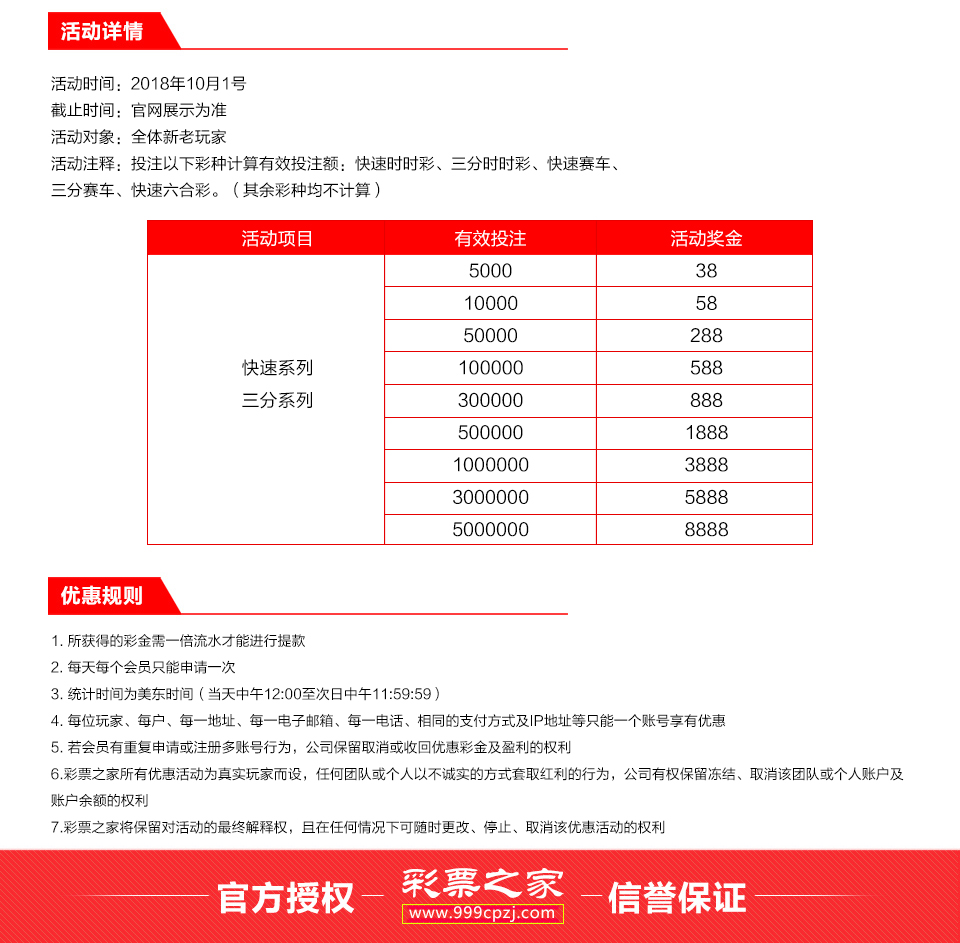 活动详情
活动时间：2018年10月1号
截止时间：官网展示为准
活动对象：全体新老玩家
活动注释：投注以下彩种计算有效投注额：快速时时彩、三分时时彩、快速赛车、
三分赛车、快速六合彩。（其余彩种均不计算）
活动项目 有效投注 活动奖金
5000 38
10000 58
50000 288
快速系列 100000 588
三分系列 300000 888
500000 1888
1000000 3888
3000000 5888
5000000 8888
优惠规则
1. 所获得的彩金需一倍流水才能进行提款
2. 每天每个会员只能申请一次
3. 统计时间为美东时间（当天中午12:00至次日中午11:59:59）
4. 每位玩家、每户、每一地址、每一电子邮箱、每一电话、相同的支付方式及IP地址等只能一个账号享有优惠
5. 若会员有重复申请或注册多账号行为，公司保留取消或收回优惠彩金及盈利的权利
6.彩票之家所有优惠活动为真实玩家而设，任何团队或个人以不诚实的方式套取红利的行为，公司有权保留冻结、取消该团队或个人账户及
账户余额的权利
7.彩票之家将保留对活动的最终解释权，且在任何情况下可随时更改、停止、取消该优惠活动的权利
官方授权 彩票之家 信誉保证
www.999cpzj.com